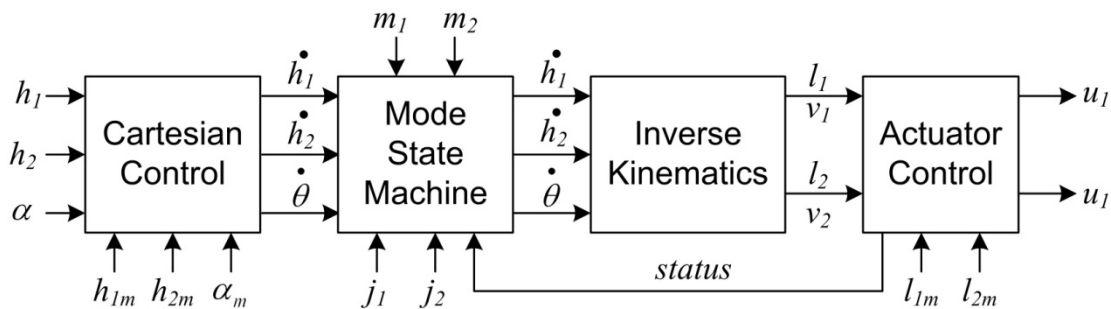 m₁ m₂
h₁ ḣ₁ ḣ₁ l₁ u₁
v₁
Cartesian Control
Mode State Machine
Inverse Kinematics
Actuator Control
h₂ ḣ₂ ḣ₂
α θ̇ θ̇ l₂ u₁
v₂
status
h₁ₘ h₂ₘ αₘ j₁ j₂ l₁ₘ l₂ₘ